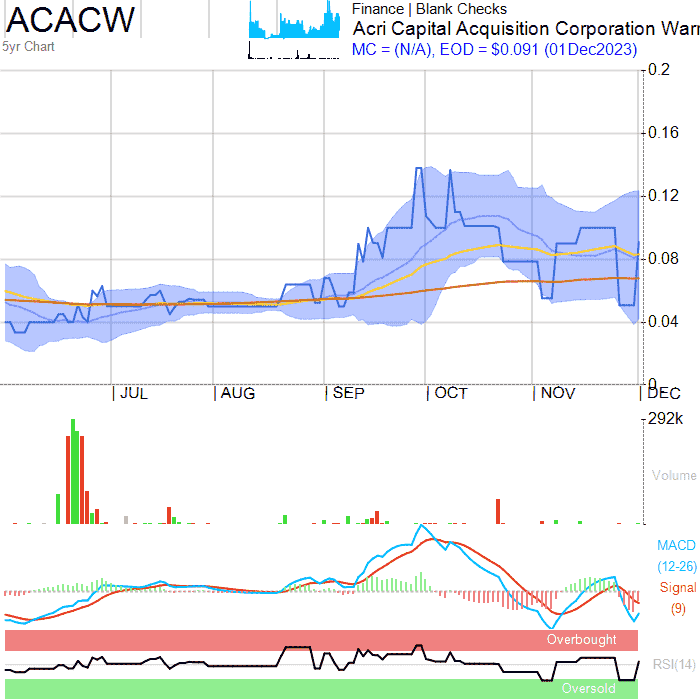 ACACW
5yr Chart
Finance | Blank Checks
Acri Capital Acquisition Corporation Warr
MC = (N/A), EOD = $0.091 (01Dec2023)
0.2
0.16
0.12
0.08
0.04
0
JUL AUG SEP OCT NOV DEC
292k
Volume
MACD
(12-26)
Signal
(9)
Overbought
RSI(14)
Oversold